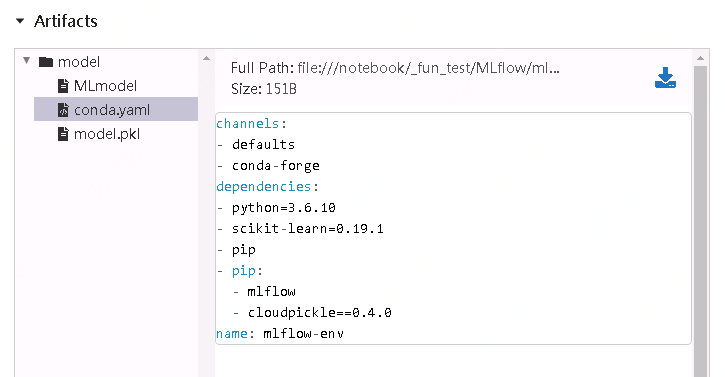 Artifacts
model
MLmodel
conda.yaml
model.pkl
Full Path: file:///notebook/_fun_test/MLflow/ml...
Size: 151B
channels:
- defaults
- conda-forge
dependencies:
- python=3.6.10
- scikit-learn=0.19.1
- pip
- pip:
  - mlflow
  - cloudpickle==0.4.0
name: mlflow-env